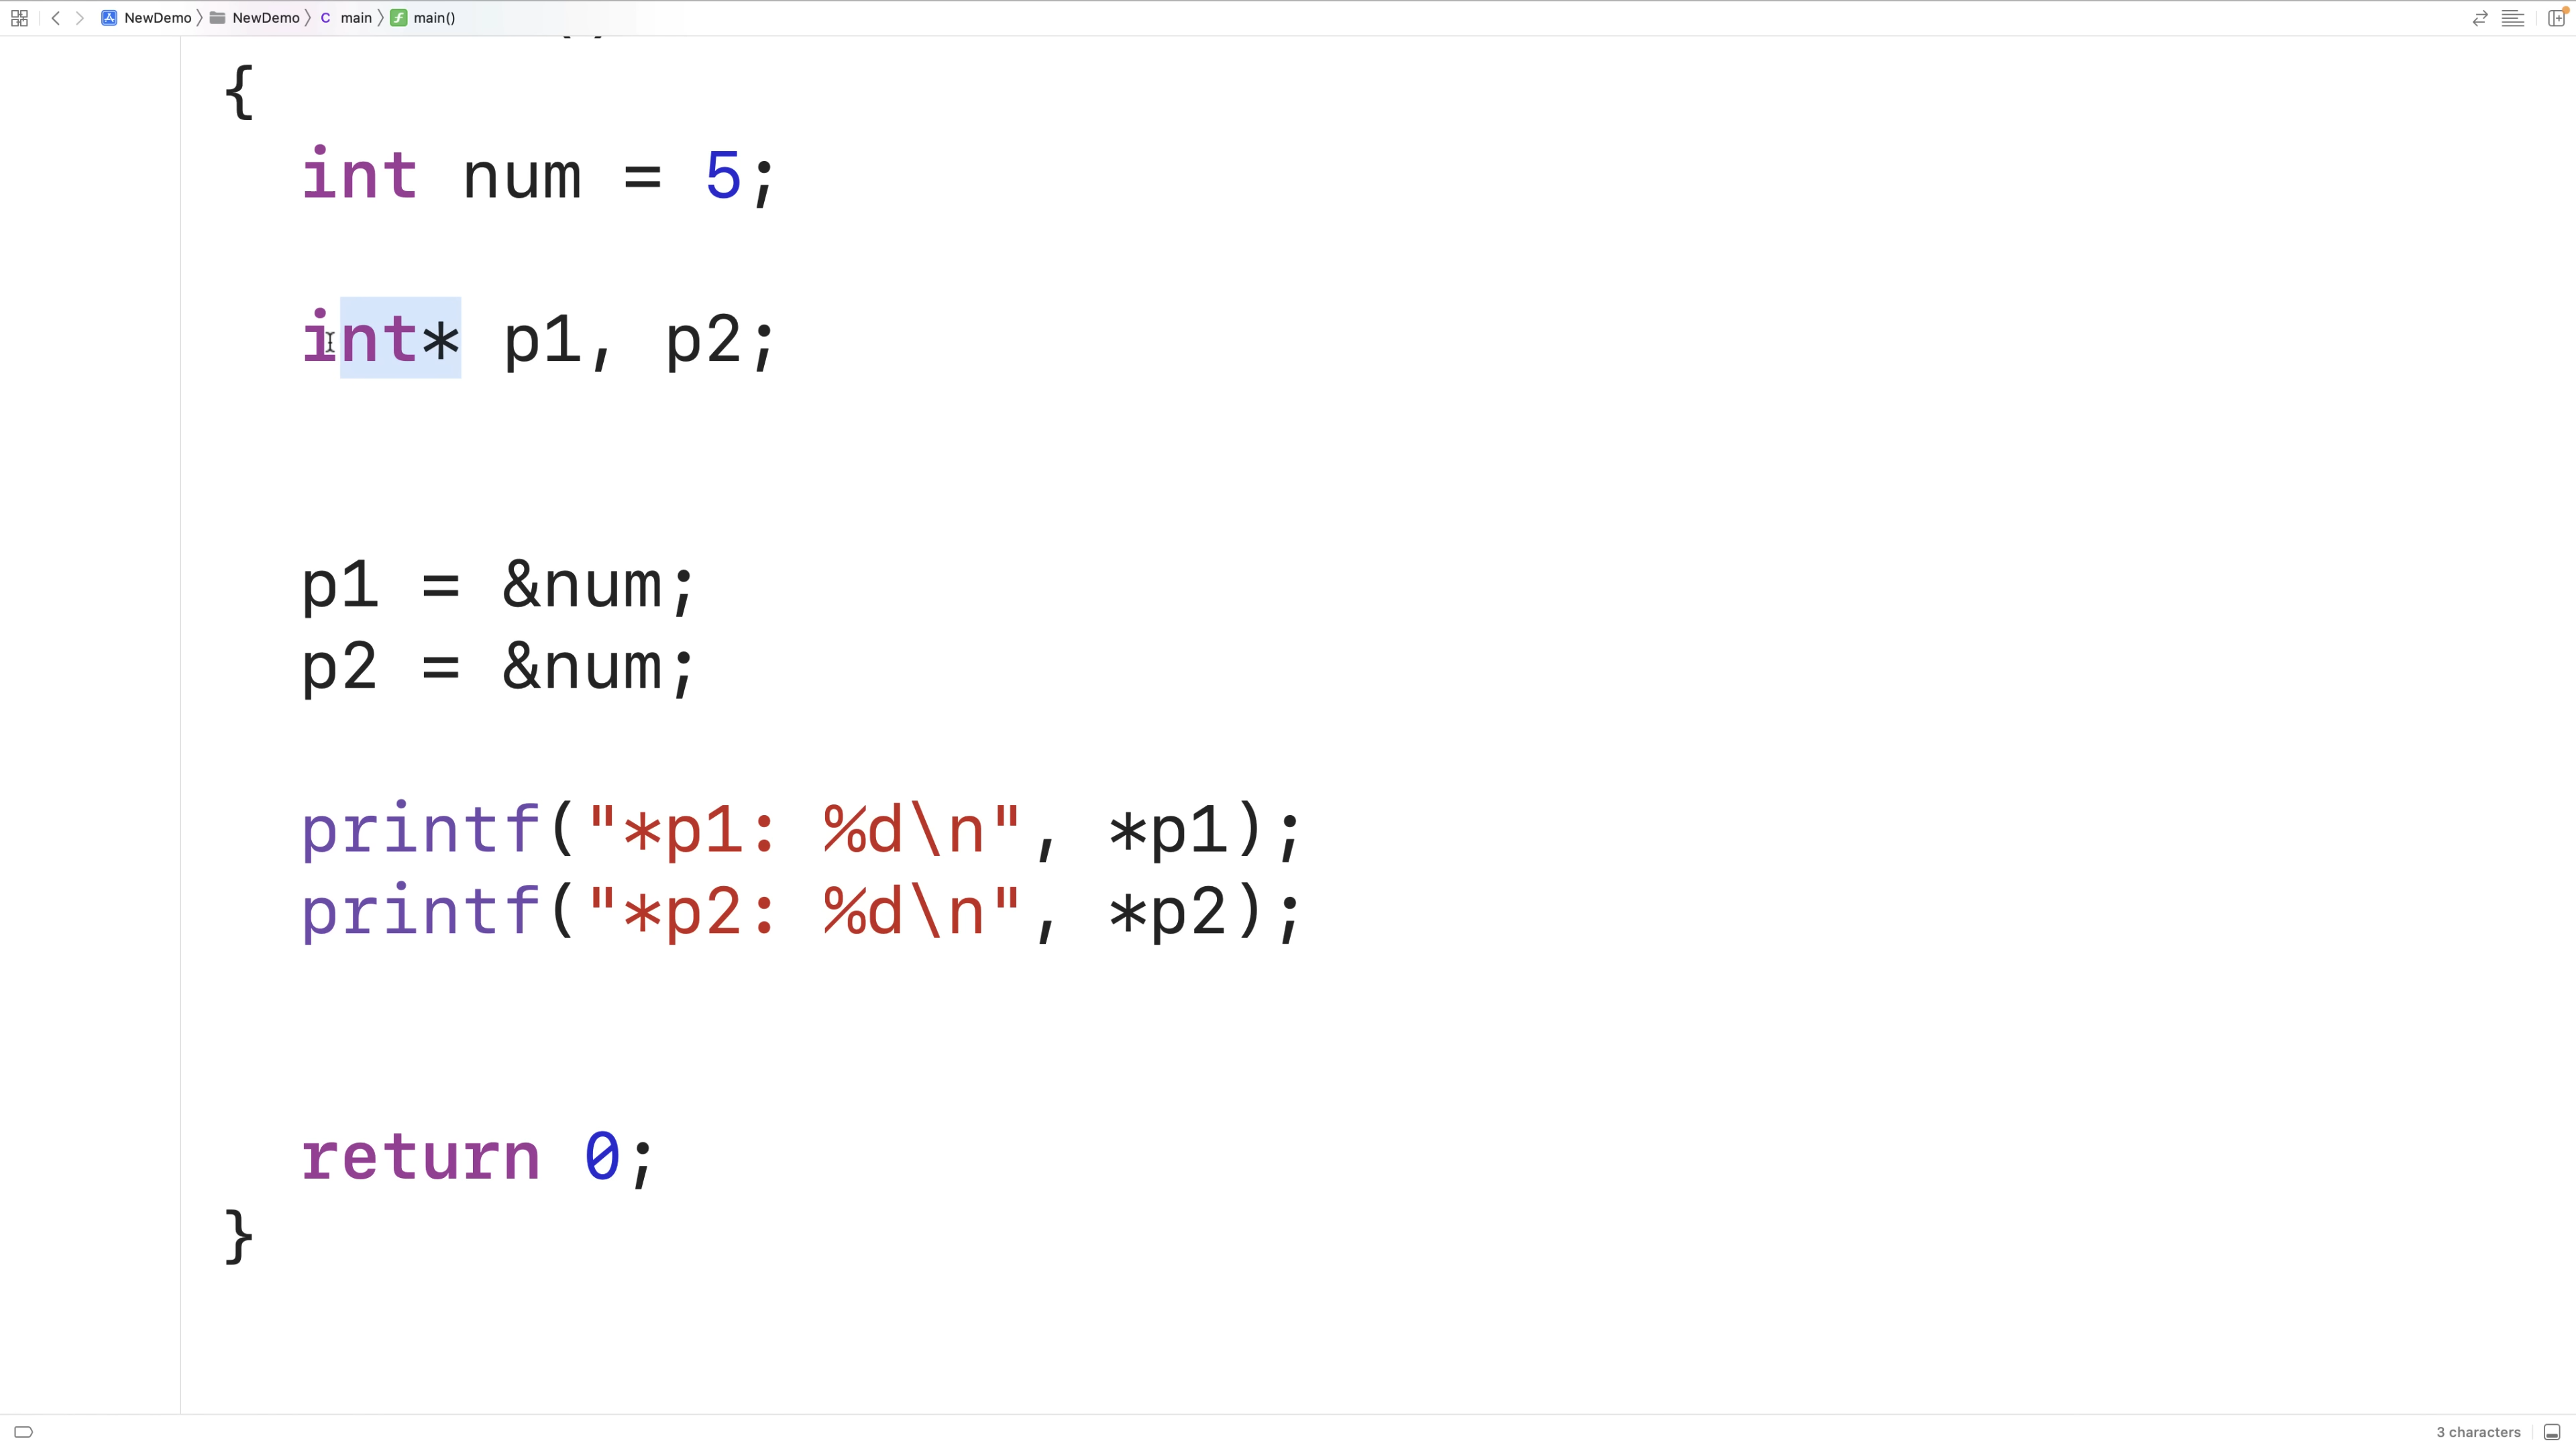 NewDemo NewDemo C main f main()
{
int num = 5;
int* p1, p2;
p1 = &num;
p2 = &num;
printf("*p1: %d\n", *p1);
printf("*p2: %d\n", *p2);
return 0;
}
3 characters